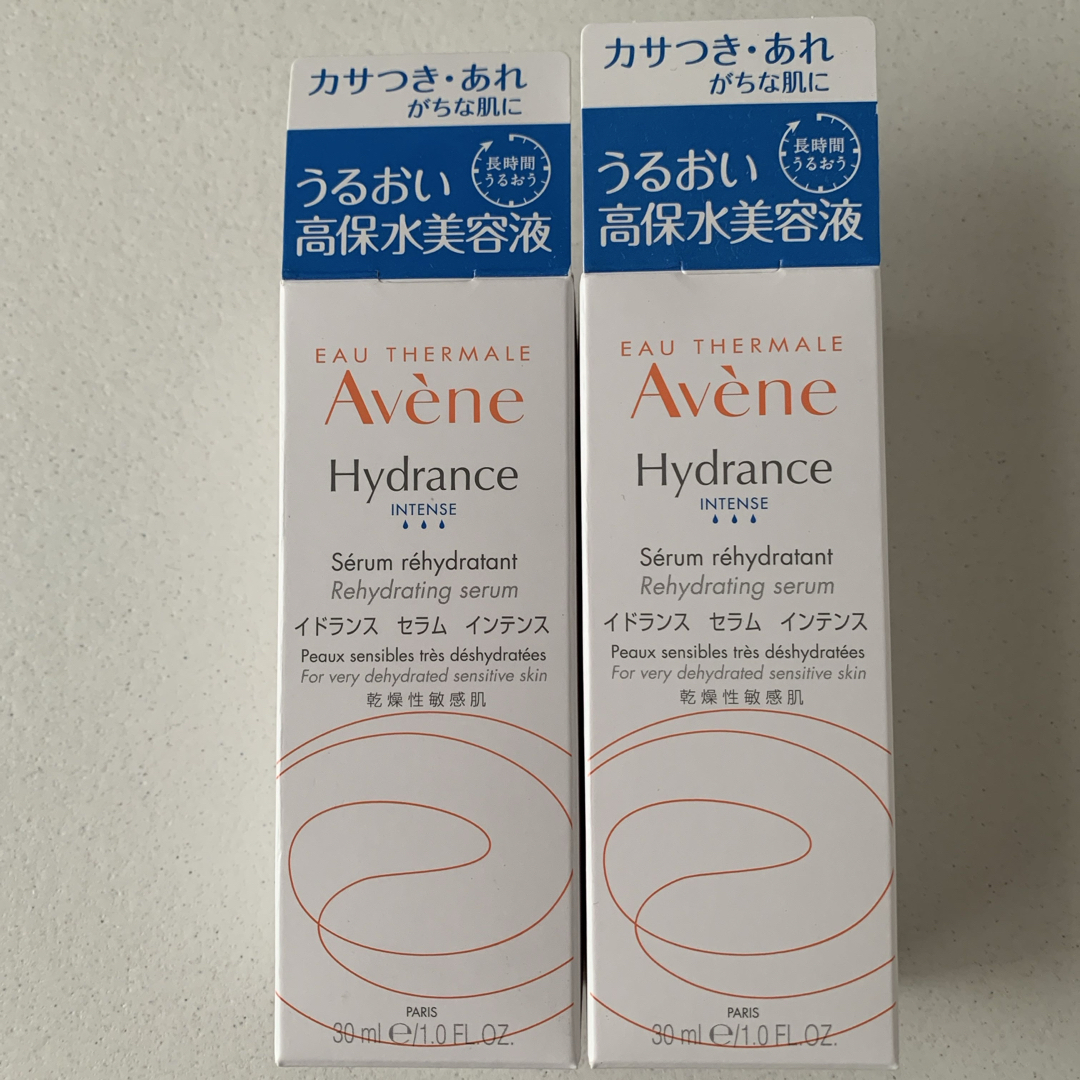 カサつき・あれ
がちな肌に
長時間
うるおう
うるおい
高保水美容液
EAU THERMALE
Avène
Hydrance
INTENSE
Sérum réhydratant
Rehydrating serum
イドランス セラム インテンス
Peaux sensibles très déshydratées
For very dehydrated sensitive skin
乾燥性敏感肌
PARIS
30 ml e/1.0 FL.OZ.
カサつき・あれ
がちな肌に
長時間
うるおう
うるおい
高保水美容液
EAU THERMALE
Avène
Hydrance
INTENSE
Sérum réhydratant
Rehydrating serum
イドランス セラム インテンス
Peaux sensibles très déshydratées
For very dehydrated sensitive skin
乾燥性敏感肌
PARIS
30 ml e/1.0 FL.OZ.